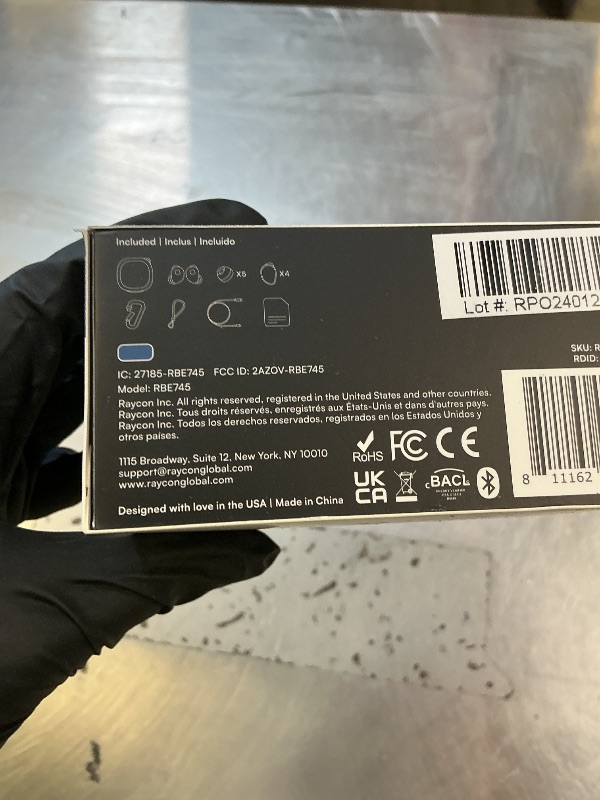 Included | Inclus | Incluido
x5
x4
Lot #: RPO24012
IC: 27185-RBE745 FCC ID: 2AZOV-RBE745
Model: RBE745
SKU: R
RDID:
Raycon Inc. All rights reserved, registered in the United States and other countries.
Raycon Inc. Tous droits réservés, enregistrés aux États-Unis et dans d'autres pays.
Raycon Inc. Todos los derechos reservados, registrados en los Estados Unidos y
otros países.
1115 Broadway, Suite 12, New York, NY 10010
support@rayconglobal.com
www.rayconglobal.com
RoHS FC CE
UK
CA
BACL
8 11162
Designed with love in the USA | Made in China